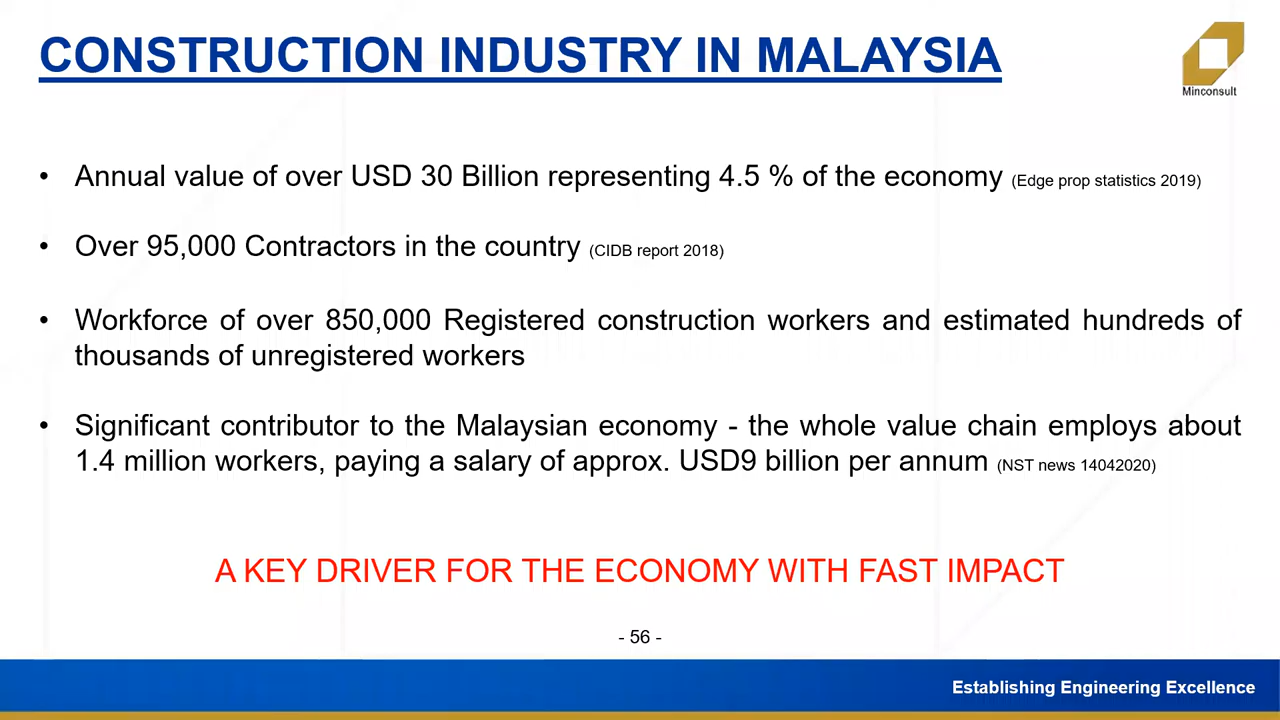 CONSTRUCTION INDUSTRY IN MALAYSIA
Minconsult
• Annual value of over USD 30 Billion representing 4.5 % of the economy (Edge prop statistics 2019)
• Over 95,000 Contractors in the country (CIDB report 2018)
• Workforce of over 850,000 Registered construction workers and estimated hundreds of
thousands of unregistered workers
• Significant contributor to the Malaysian economy - the whole value chain employs about
1.4 million workers, paying a salary of approx. USD9 billion per annum (NST news 14042020)
A KEY DRIVER FOR THE ECONOMY WITH FAST IMPACT
- 56 -
Establishing Engineering Excellence